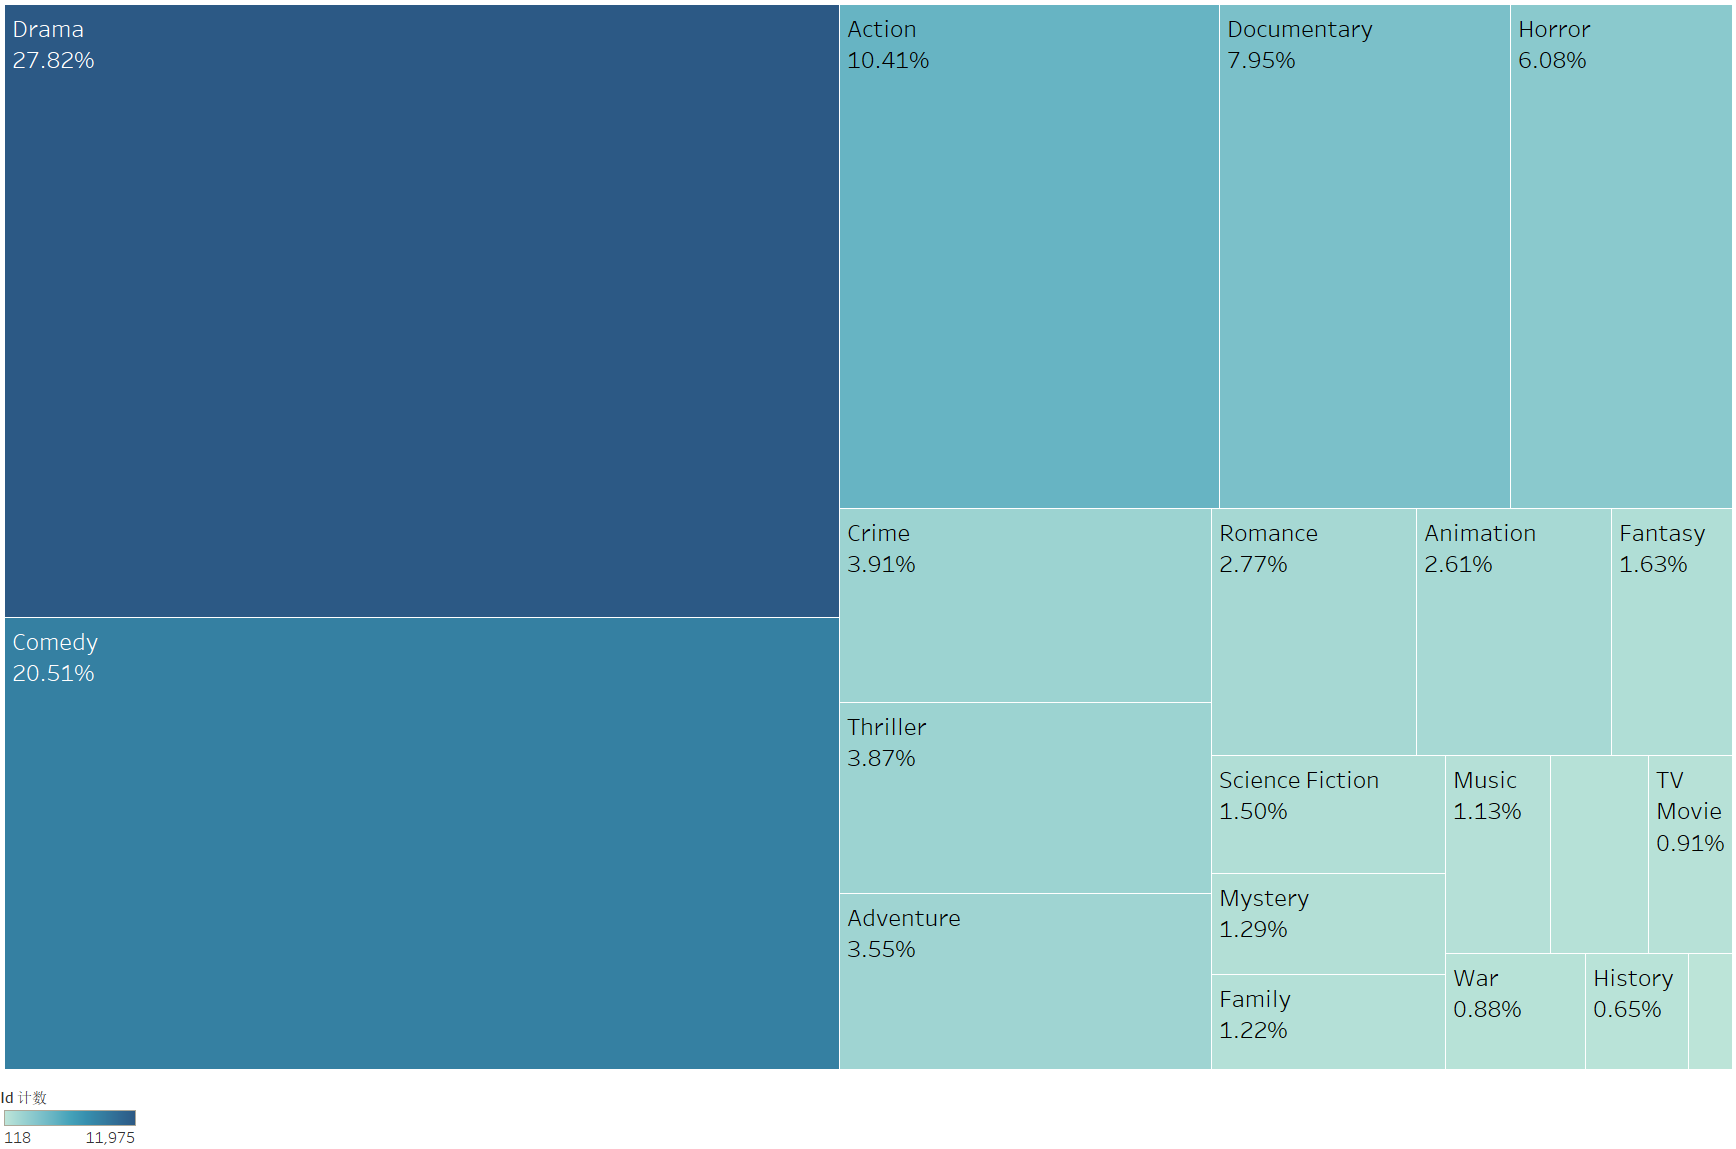 Drama
27.82%
Action
10.41%
Documentary
7.95%
Horror
6.08%
Crime
3.91%
Romance
2.77%
Animation
2.61%
Fantasy
1.63%
Comedy
20.51%
Thriller
3.87%
Science Fiction
1.50%
Music
1.13%
TV
Movie
0.91%
Mystery
1.29%
Adventure
3.55%
War
0.88%
History
0.65%
Family
1.22%
Id 计数
118 11,975